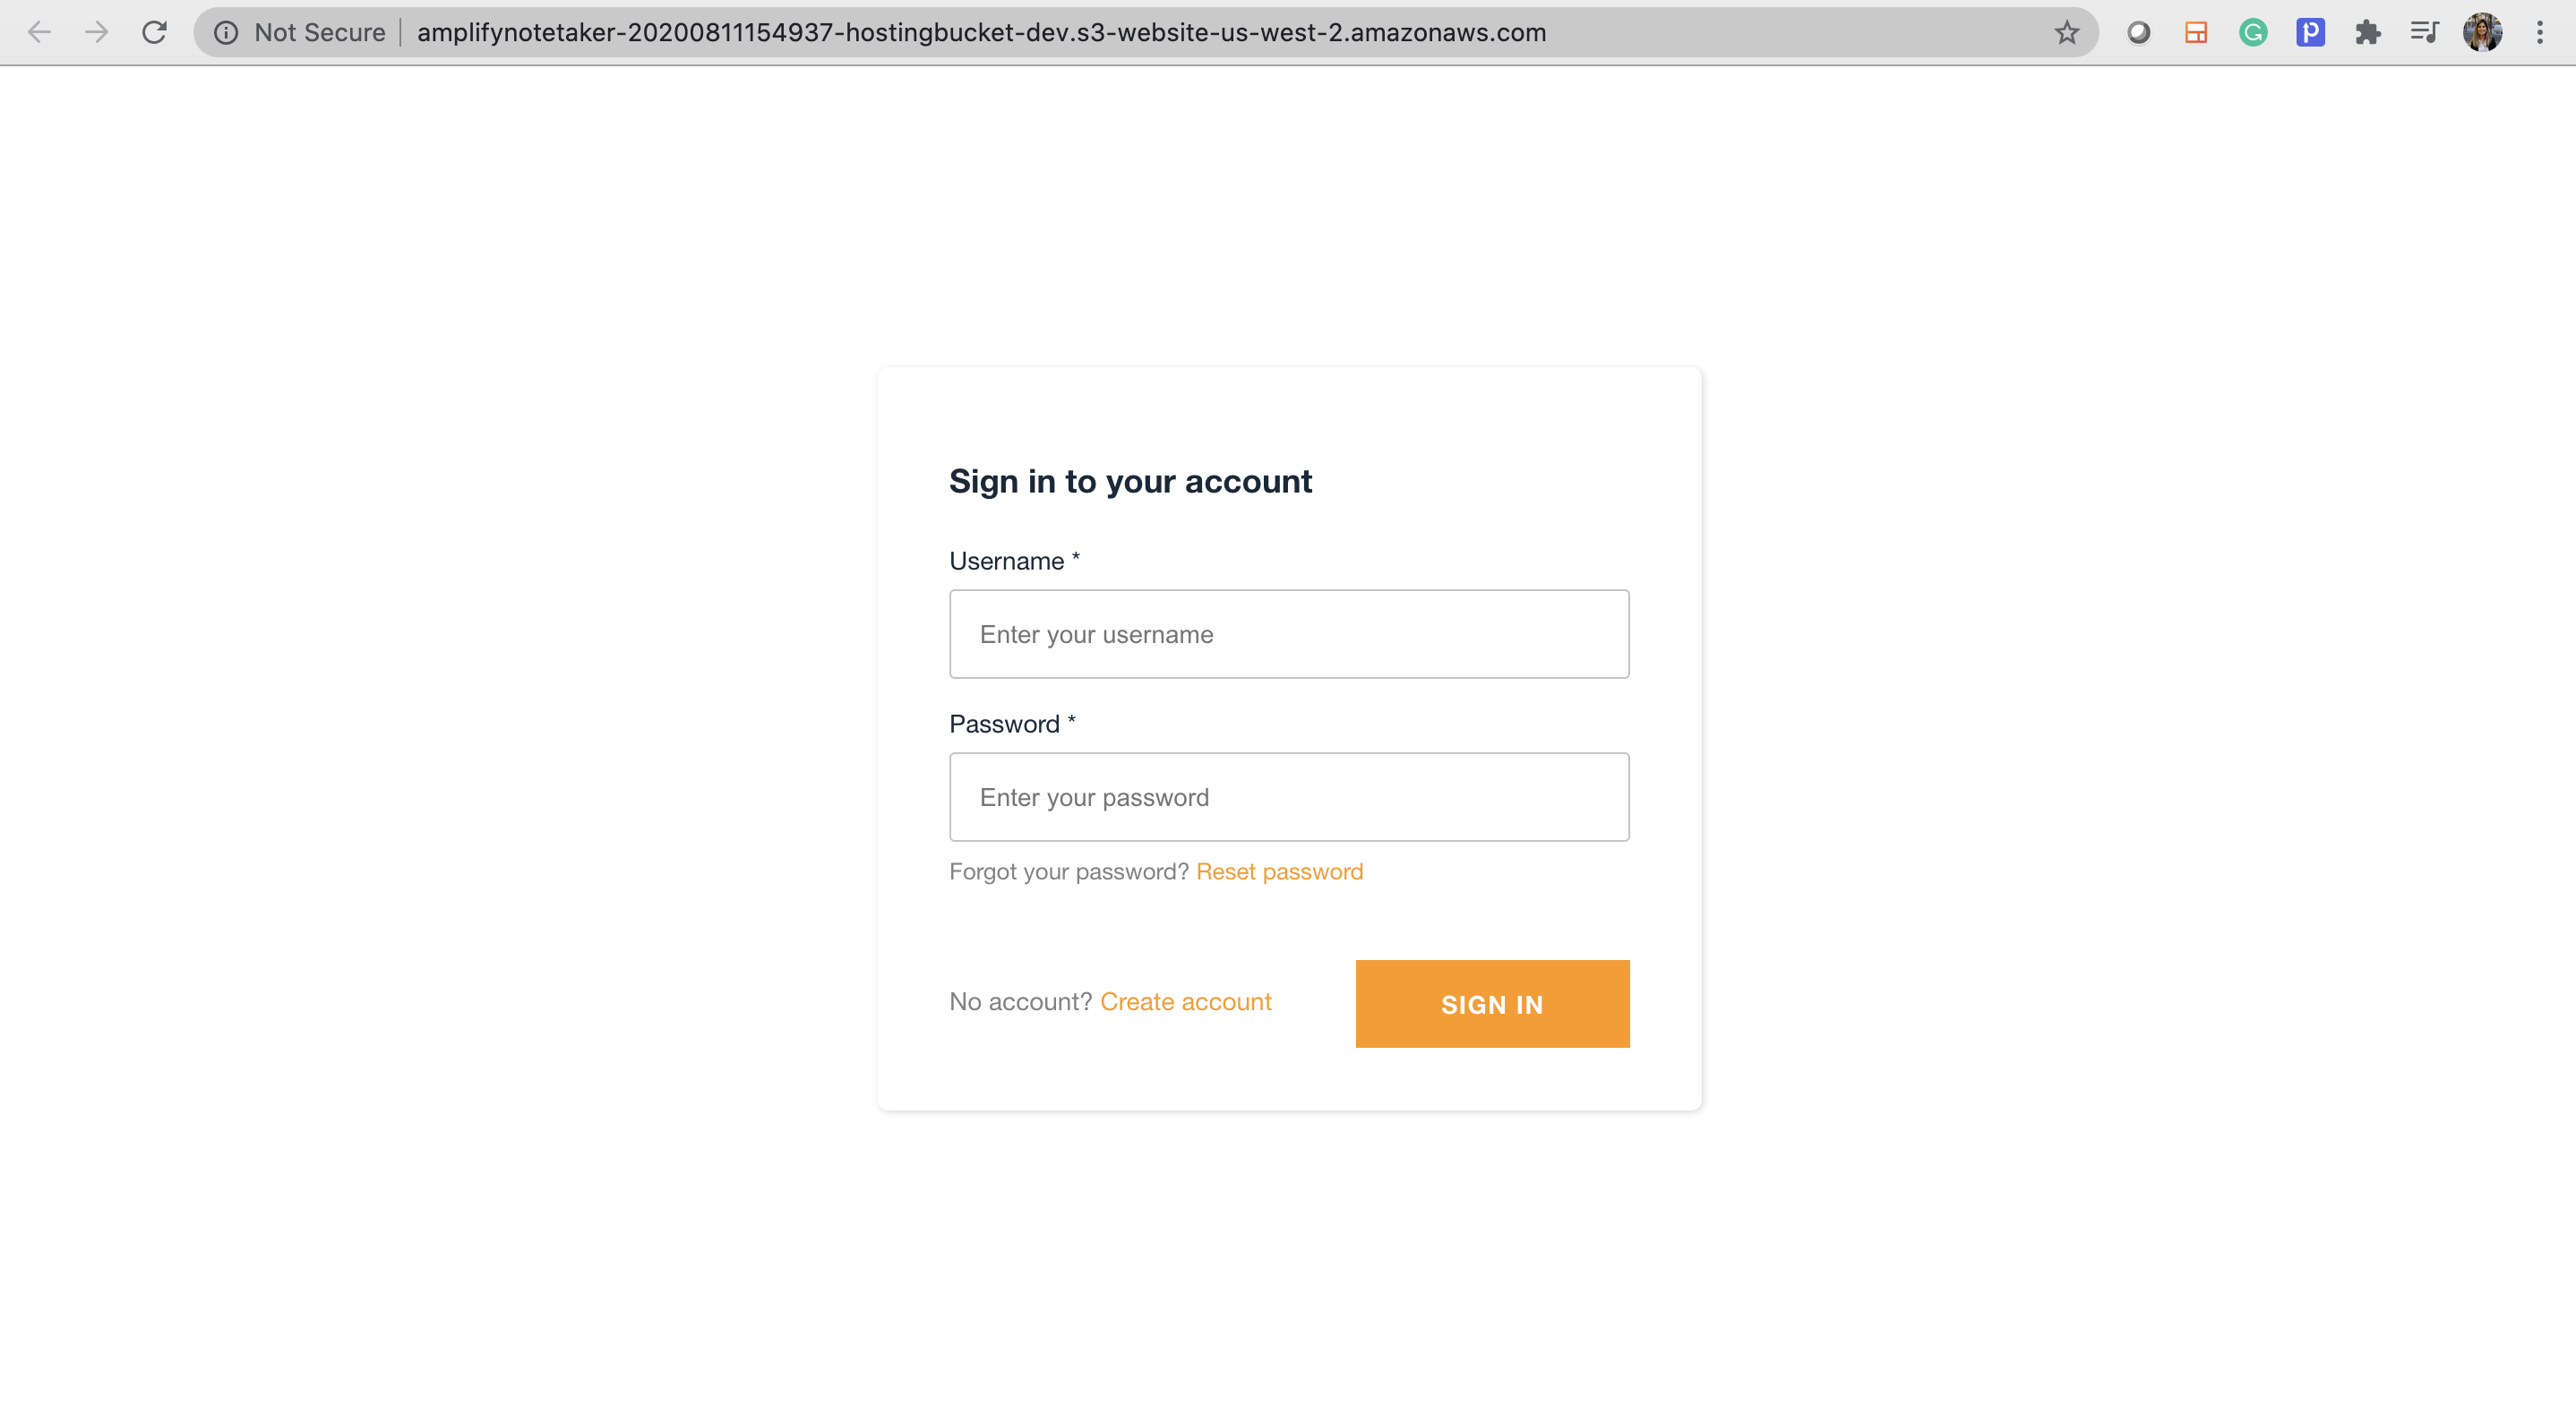 Not Secure | amplifynotetaker-20200811154937-hostingbucket-dev.s3-website-us-west-2.amazonaws.com
Sign in to your account
Username *
Enter your username
Password *
Enter your password
Forgot your password? Reset password
No account? Create account
SIGN IN